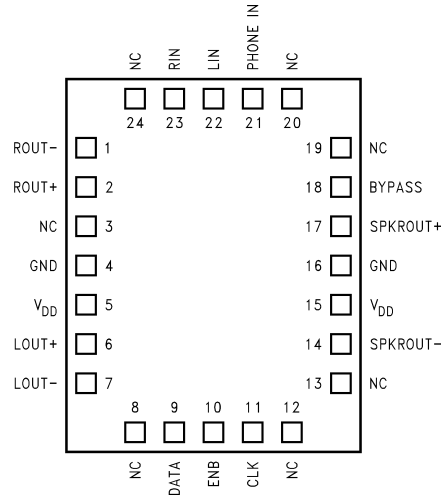 NC RIN LIN PHONE IN NC
24 23 22 21 20
ROUT- 1 19 NC
ROUT+ 2 18 BYPASS
NC 3 17 SPKROUT+
GND 4 16 GND
VDD 5 15 VDD
LOUT+ 6 14 SPKROUT-
LOUT- 7 13 NC
8 9 10 11 12
NC DATA ENB CLK NC